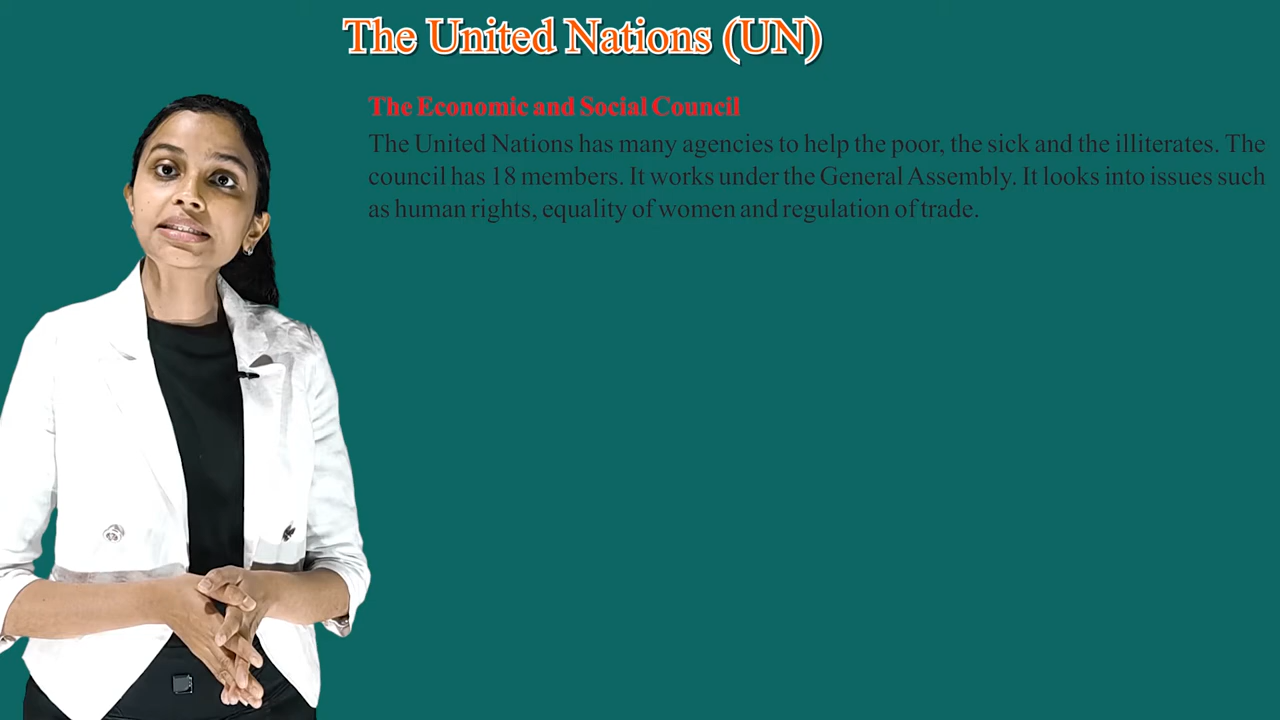 The United Nations (UN)
The Economic and Social Council
The United Nations has many agencies to help the poor, the sick and the illiterates. The
council has 18 members. It works under the General Assembly. It looks into issues such
as human rights, equality of women and regulation of trade.